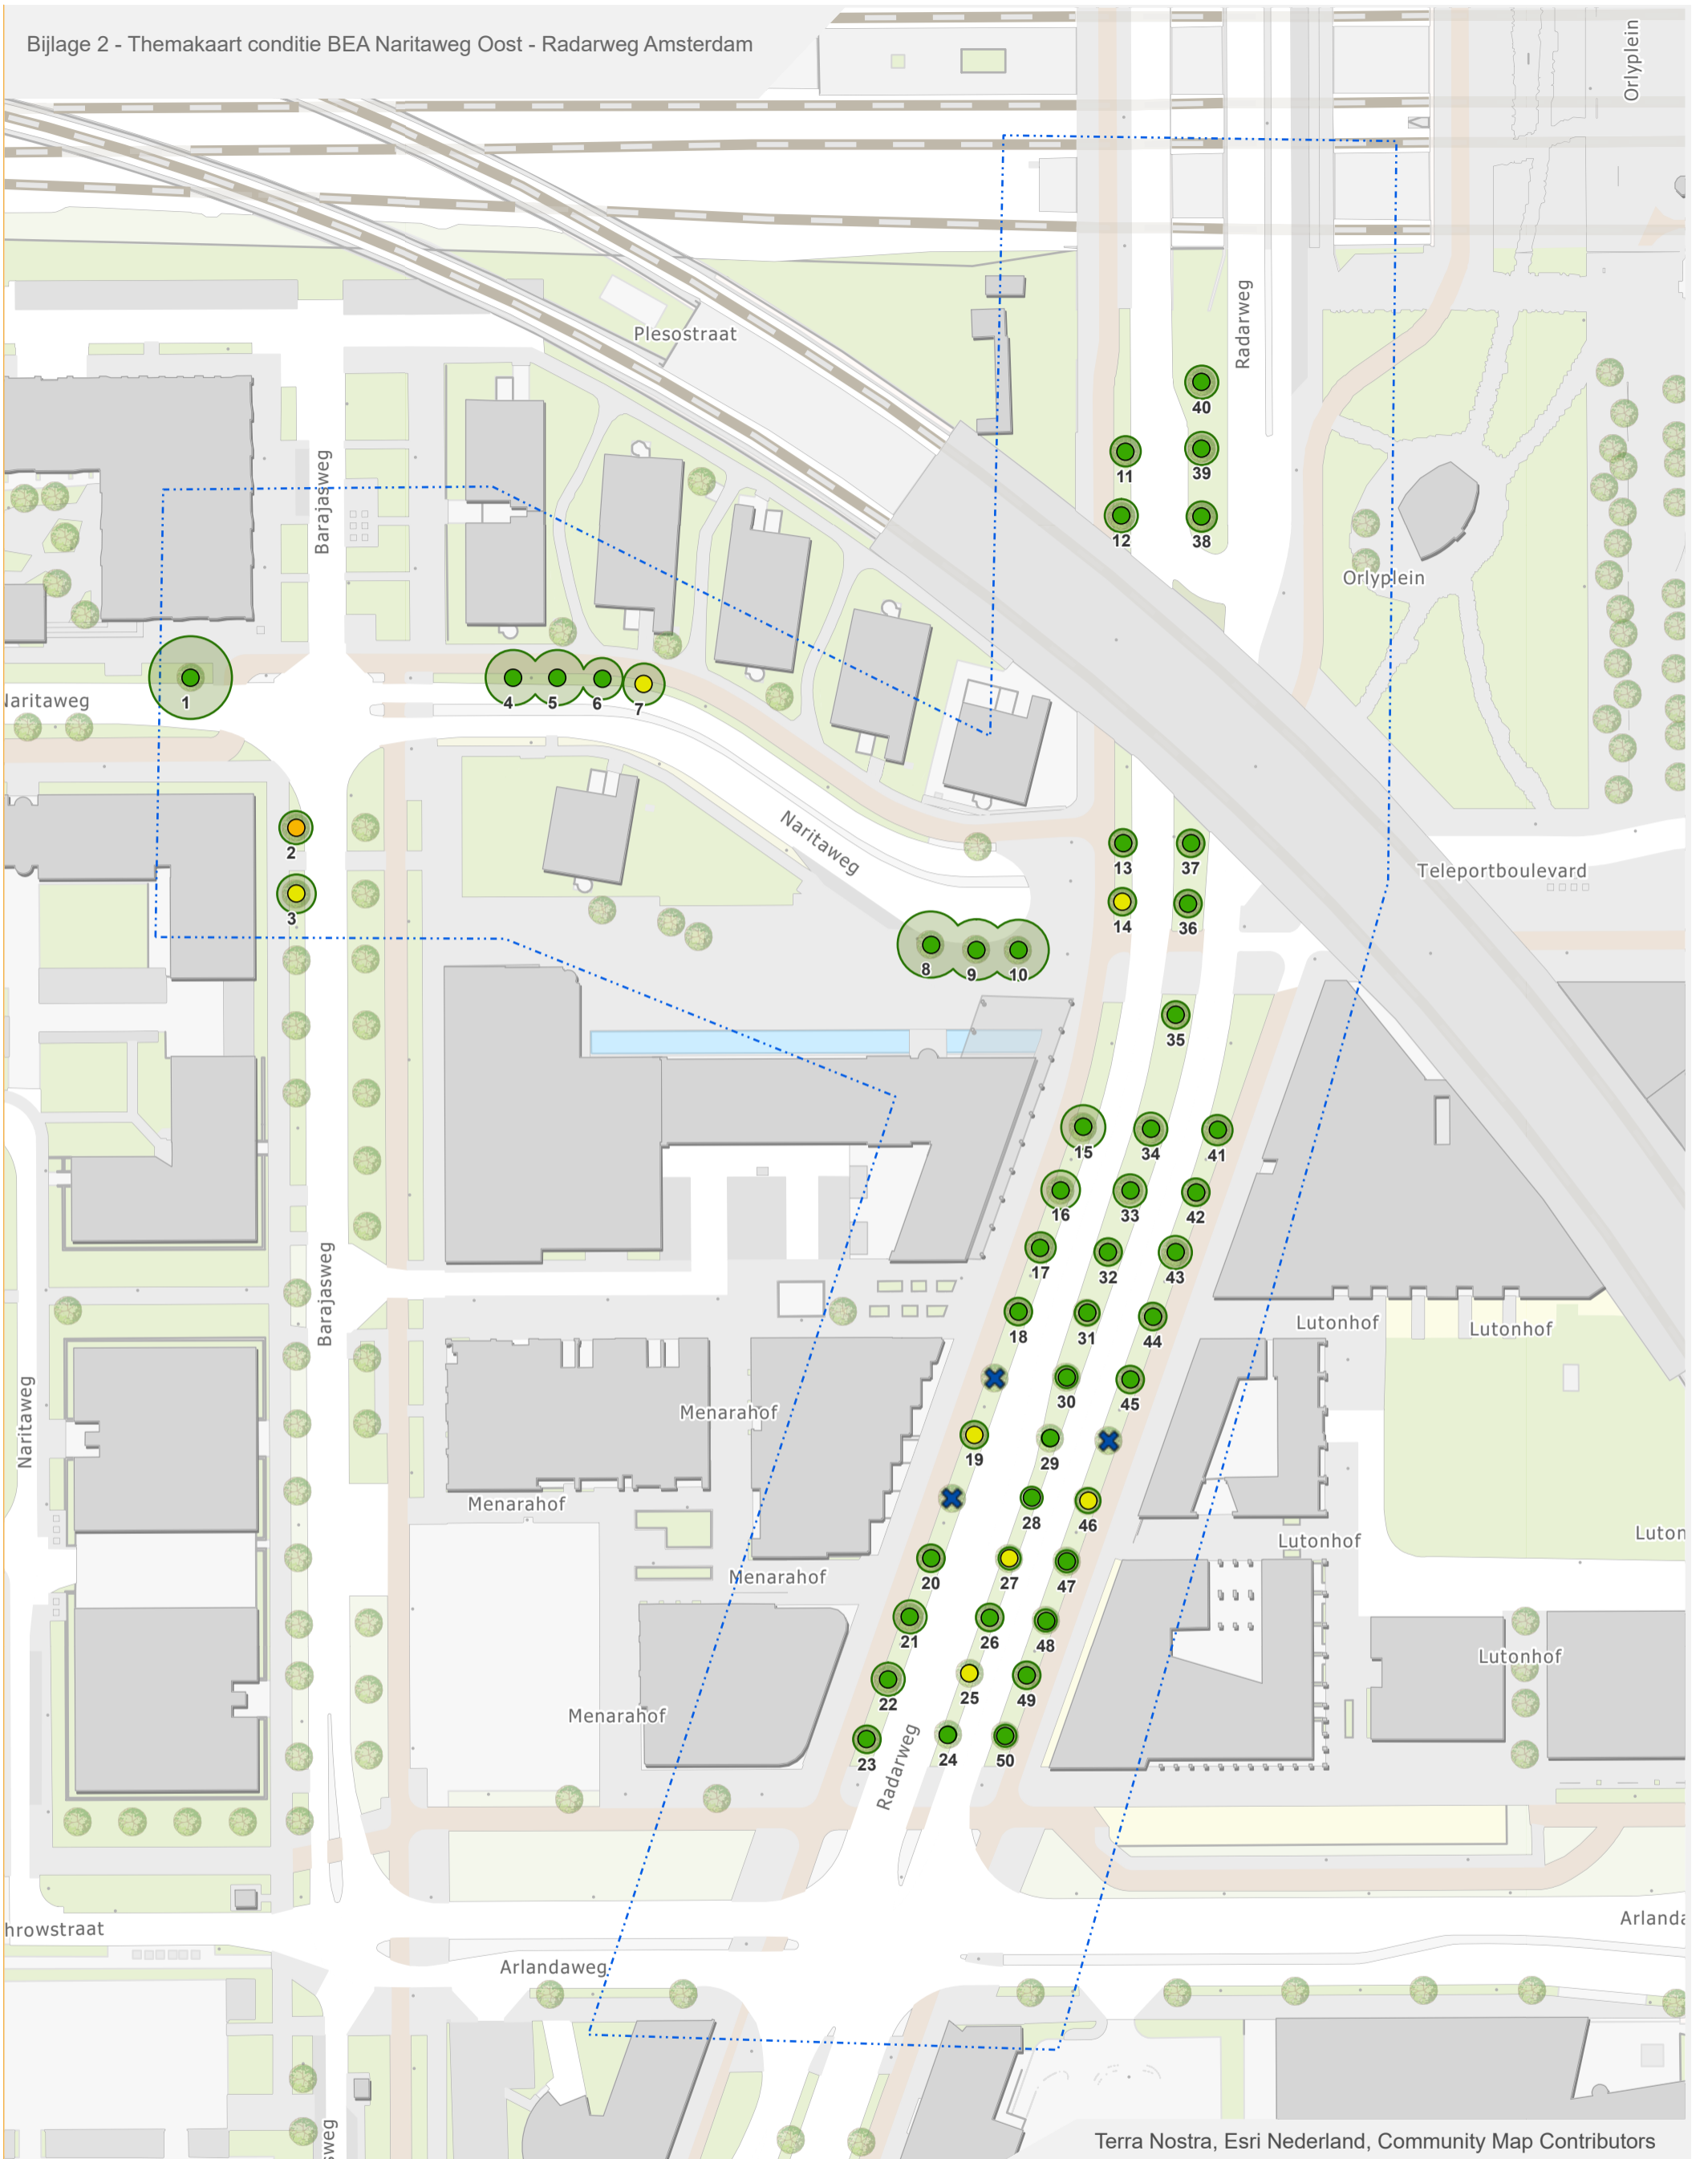 Bijlage 2 - Themakaart conditie BEA Naritaweg Oost - Radarweg Amsterdam
Orlyplein
Radarweg
Plesostraat
40
11
39
Barajasweg
12
38
Orlyplein
Naritaweg
1
4
5
6
7
2
Naritaweg
13
37
Teleportboulevard
3
14
36
8
9
10
35
15
34
41
16
33
42
17
32
43
Barajasweg
18
31
44
Lutonhof
Lutonhof
Naritaweg
30
45
Menarahof
19
29
Menarahof
28
46
Lutonhof
Luton
Menarahof
20
27
47
21
26
48
Lutonhof
22
25
49
Menarahof
23
24
50
Radarweg
hrowstraat
Arlanda
Arlandaweg
sweg
Terra Nostra, Esri Nederland, Community Map Contributors